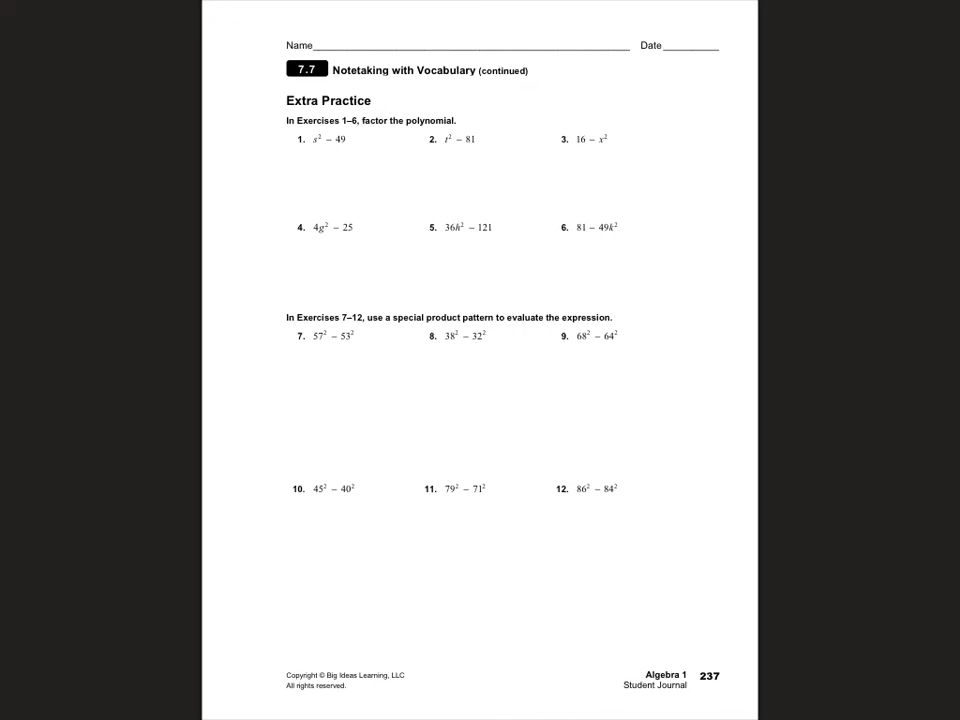 Name Date
7.7 Notetaking with Vocabulary (continued)
Extra Practice
In Exercises 1–6, factor the polynomial.
1. s² − 49 2. t² − 81 3. 16 − x²
4. 4g² − 25 5. 36h² − 121 6. 81 − 49k²
In Exercises 7–12, use a special product pattern to evaluate the expression.
7. 57² − 53² 8. 38² − 32² 9. 68² − 64²
10. 45² − 40² 11. 79² − 71² 12. 86² − 84²
Copyright © Big Ideas Learning, LLC Algebra 1 237
All rights reserved. Student Journal